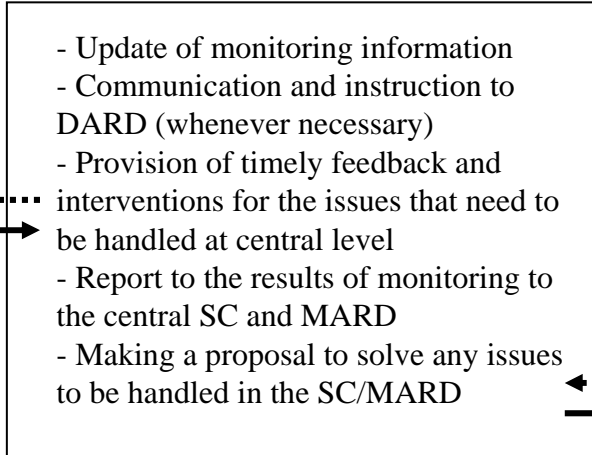 - Update of monitoring information
- Communication and instruction to
DARD (whenever necessary)
- Provision of timely feedback and
interventions for the issues that need to
be handled at central level
- Report to the results of monitoring to
the central SC and MARD
- Making a proposal to solve any issues
to be handled in the SC/MARD